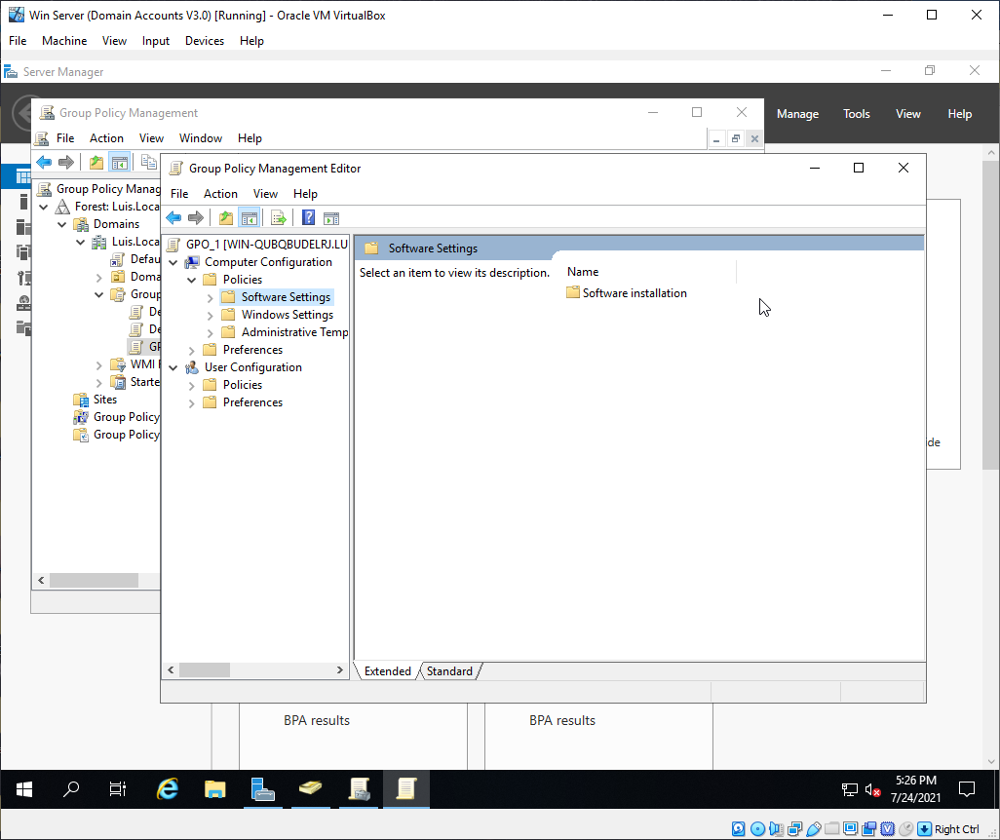 Win Server (Domain Accounts V3.0) [Running] - Oracle VM VirtualBox
File Machine View Input Devices Help
Server Manager
Manage Tools View Help
Group Policy Management
File Action View Window Help
Group Policy Manag
Forest: Luis.Loca
Domains
Luis.Loca
Defau
Doma
Group
De
De
GP
WMI F
Starte
Sites
Group Policy
Group Policy
Group Policy Management Editor
File Action View Help
GPO_1 [WIN-QUBQBUDELRJ.LU
Computer Configuration
Policies
Software Settings
Windows Settings
Administrative Temp
Preferences
User Configuration
Policies
Preferences
Software Settings
Select an item to view its description.
Name
Software installation
Extended Standard
de
BPA results BPA results
5:26 PM
7/24/2021
Right Ctrl